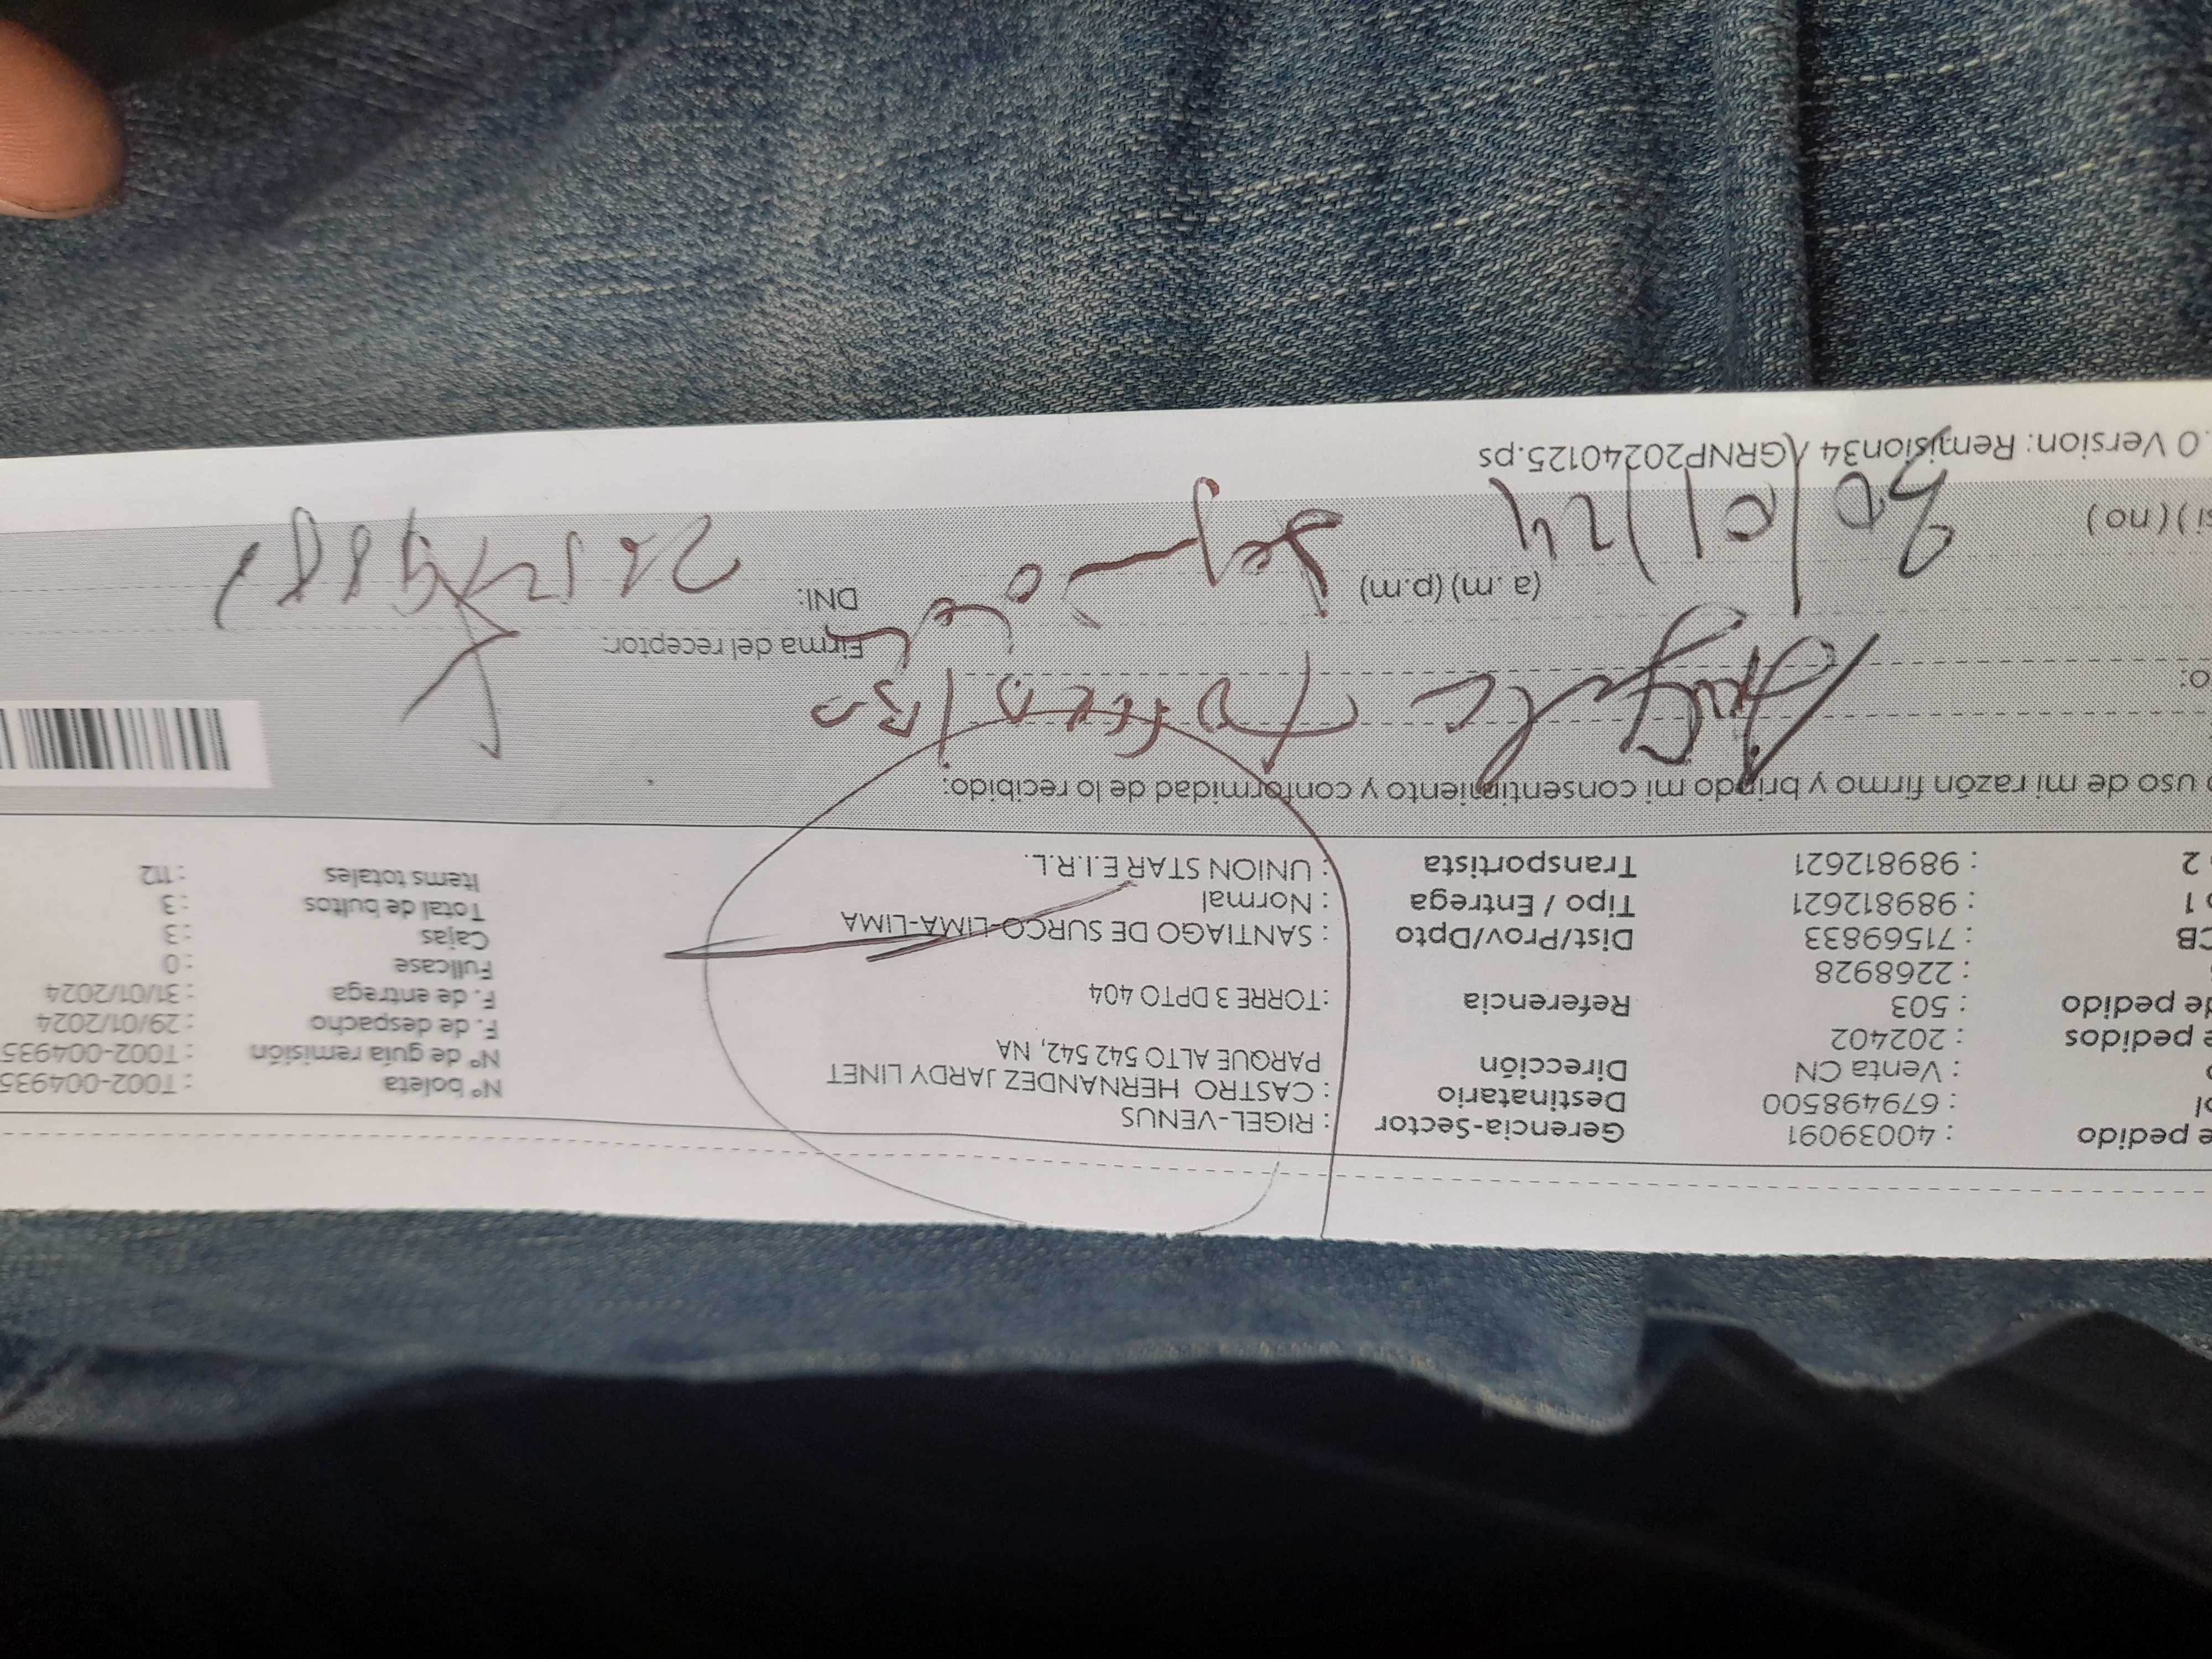 e pedido : 40039091 Gerencia-Sector : RIGEL-VENUS Nº boleta : T002-004935
ol : 679498500 Destinatario : CASTRO HERNANDEZ JARDY LINET Nº de guía remisión : T002-004935
o : Venta CN Dirección PARQUE ALTO 542 542, NA F. de despacho : 29/01/2024
e pedidos : 202402 F. de entrega : 31/01/2024
de pedido : 503 Referencia : TORRE 3 DPTO 404 Fullcase : 0
: 2268928 Cajas : 3
CB : 71569833 Dist/Prov/Dpto : SANTIAGO DE SURCO-LIMA-LIMA Total de bultos : 3
o 1 : 989812621 Tipo / Entrega : Normal Items totales : 112
o 2 : 989812621 Transportista : UNION STAR E.I.R.L.
o uso de mi razón firmo y brindo mi consentimiento y conformidad de lo recibido:
o:
Firma del receptor:
(a.m) (p.m) DNI:
si ) ( no ) 30/01/24
.0 Version: Remision34 / GRNP20240125.ps